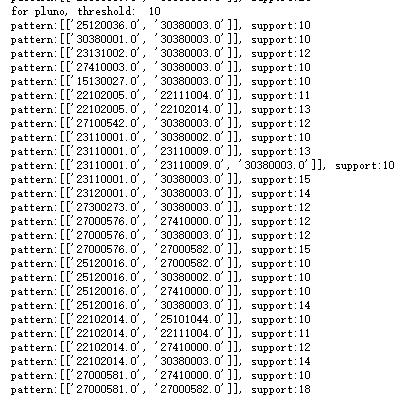 for pluno, threshold:  10
pattern:[['25120036.0', '30380003.0']], support:10
pattern:[['30380001.0', '30380003.0']], support:10
pattern:[['23131002.0', '30380003.0']], support:12
pattern:[['27410003.0', '30380003.0']], support:10
pattern:[['15130027.0', '30380003.0']], support:10
pattern:[['22102005.0', '22111004.0']], support:11
pattern:[['22102005.0', '22102014.0']], support:13
pattern:[['27100542.0', '30380003.0']], support:12
pattern:[['23110001.0', '30380002.0']], support:10
pattern:[['23110001.0', '23110009.0']], support:13
pattern:[['23110001.0', '23110009.0', '30380003.0']], support:10
pattern:[['23110001.0', '30380003.0']], support:15
pattern:[['23120001.0', '30380003.0']], support:14
pattern:[['27300273.0', '30380003.0']], support:12
pattern:[['27000576.0', '27410000.0']], support:12
pattern:[['27000576.0', '30380003.0']], support:12
pattern:[['27000576.0', '27000582.0']], support:15
pattern:[['25120016.0', '27000582.0']], support:10
pattern:[['25120016.0', '30380002.0']], support:10
pattern:[['25120016.0', '27410000.0']], support:10
pattern:[['25120016.0', '30380003.0']], support:14
pattern:[['22102014.0', '25101044.0']], support:10
pattern:[['22102014.0', '22111004.0']], support:11
pattern:[['22102014.0', '27410000.0']], support:12
pattern:[['22102014.0', '30380003.0']], support:14
pattern:[['27000581.0', '27410000.0']], support:10
pattern:[['27000581.0', '27000582.0']], support:18